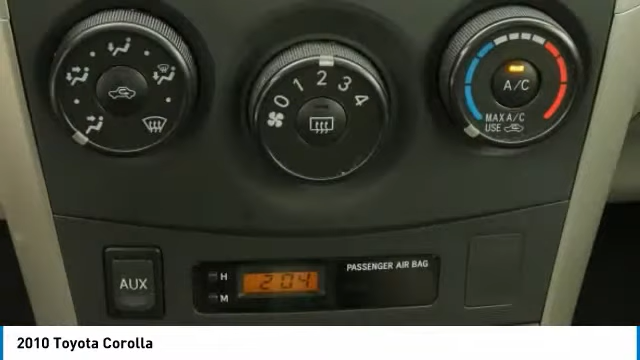 0 1 2 3 4
A/C
MAX A/C
USE
AUX
H
M
2:04
PASSENGER AIR BAG
2010 Toyota Corolla